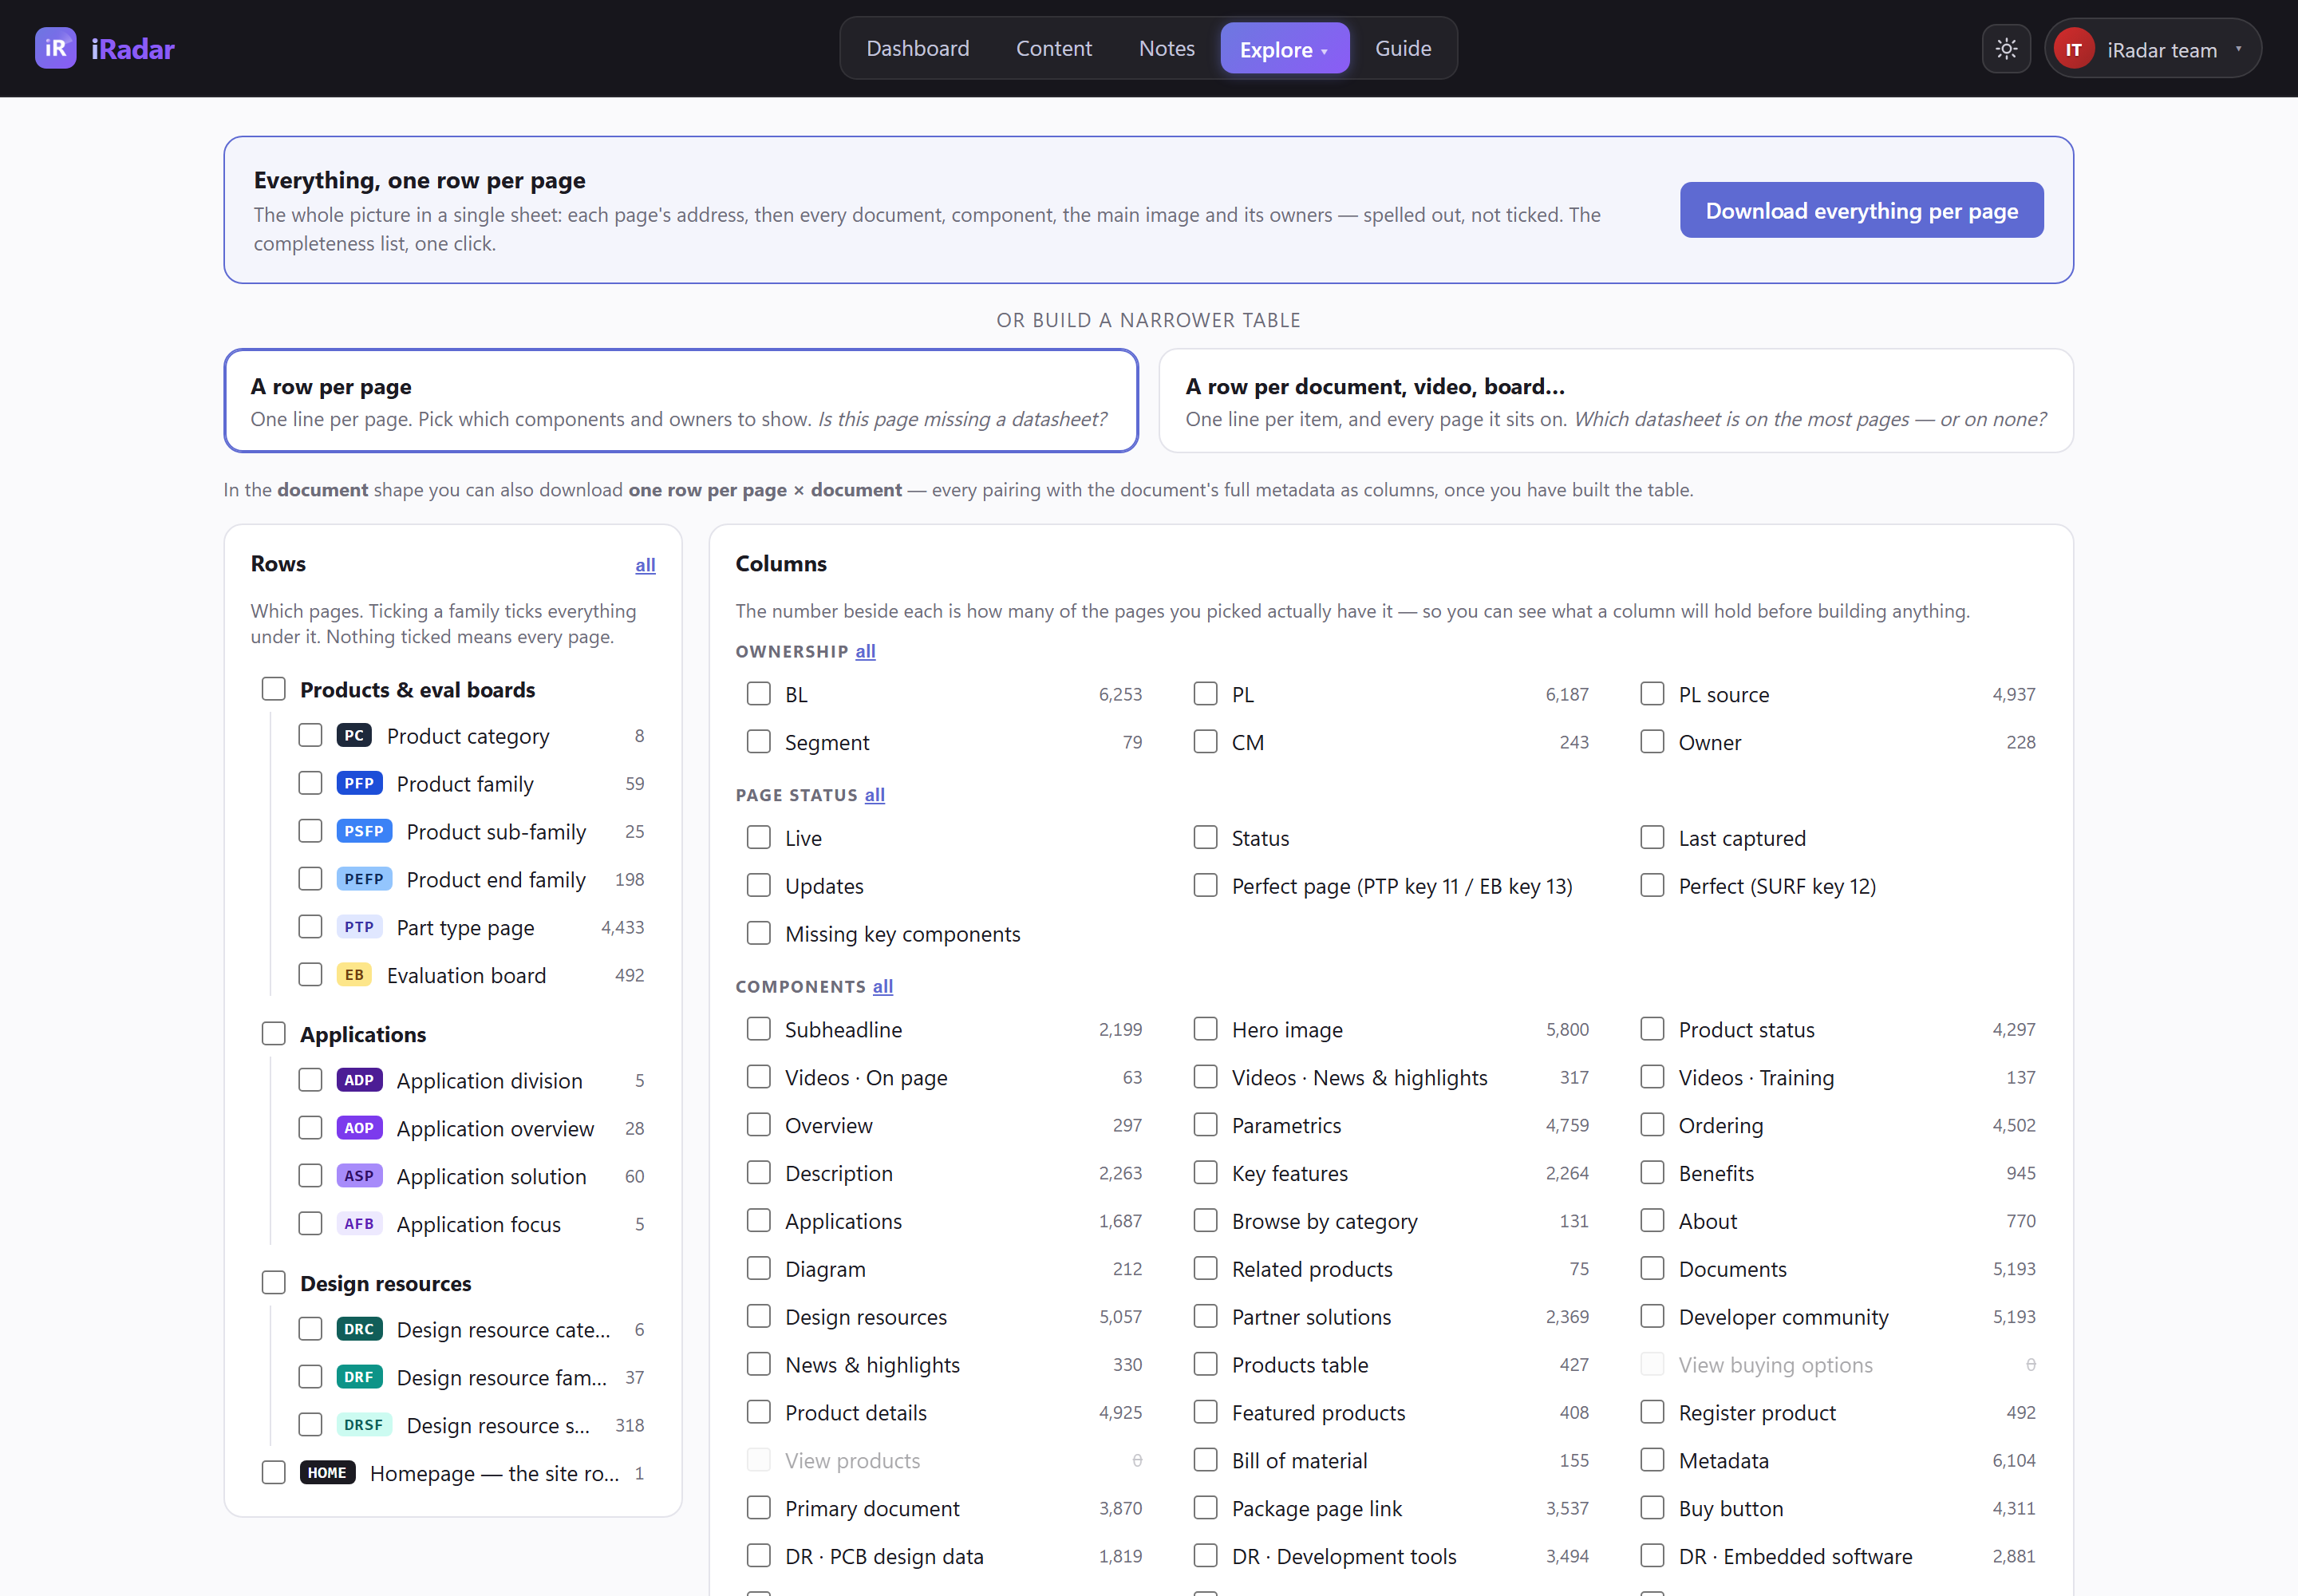 iR iRadar
Dashboard Content Notes Explore ▾ Guide
IT iRadar team ▾
Everything, one row per page
The whole picture in a single sheet: each page's address, then every document, component, the main image and its owners — spelled out, not ticked. The
completeness list, one click.
Download everything per page
OR BUILD A NARROWER TABLE
A row per page
One line per page. Pick which components and owners to show. Is this page missing a datasheet?
A row per document, video, board…
One line per item, and every page it sits on. Which datasheet is on the most pages — or on none?
In the document shape you can also download one row per page × document — every pairing with the document's full metadata as columns, once you have built the table.
Rows all
Which pages. Ticking a family ticks everything
under it. Nothing ticked means every page.
Products & eval boards
PC Product category 8
PFP Product family 59
PSFP Product sub-family 25
PEFP Product end family 198
PTP Part type page 4,433
EB Evaluation board 492
Applications
ADP Application division 5
AOP Application overview 28
ASP Application solution 60
AFB Application focus 5
Design resources
DRC Design resource cate... 6
DRF Design resource fam... 37
DRSF Design resource s... 318
HOME Homepage — the site ro... 1
Columns
The number beside each is how many of the pages you picked actually have it — so you can see what a column will hold before building anything.
OWNERSHIP all
BL 6,253 PL 6,187 PL source 4,937
Segment 79 CM 243 Owner 228
PAGE STATUS all
Live Status Last captured
Updates Perfect page (PTP key 11 / EB key 13) Perfect (SURF key 12)
Missing key components
COMPONENTS all
Subheadline 2,199 Hero image 5,800 Product status 4,297
Videos · On page 63 Videos · News & highlights 317 Videos · Training 137
Overview 297 Parametrics 4,759 Ordering 4,502
Description 2,263 Key features 2,264 Benefits 945
Applications 1,687 Browse by category 131 About 770
Diagram 212 Related products 75 Documents 5,193
Design resources 5,057 Partner solutions 2,369 Developer community 5,193
News & highlights 330 Products table 427 View buying options 0
Product details 4,925 Featured products 408 Register product 492
View products 0 Bill of material 155 Metadata 6,104
Primary document 3,870 Package page link 3,537 Buy button 4,311
DR · PCB design data 1,819 DR · Development tools 3,494 DR · Embedded software 2,881